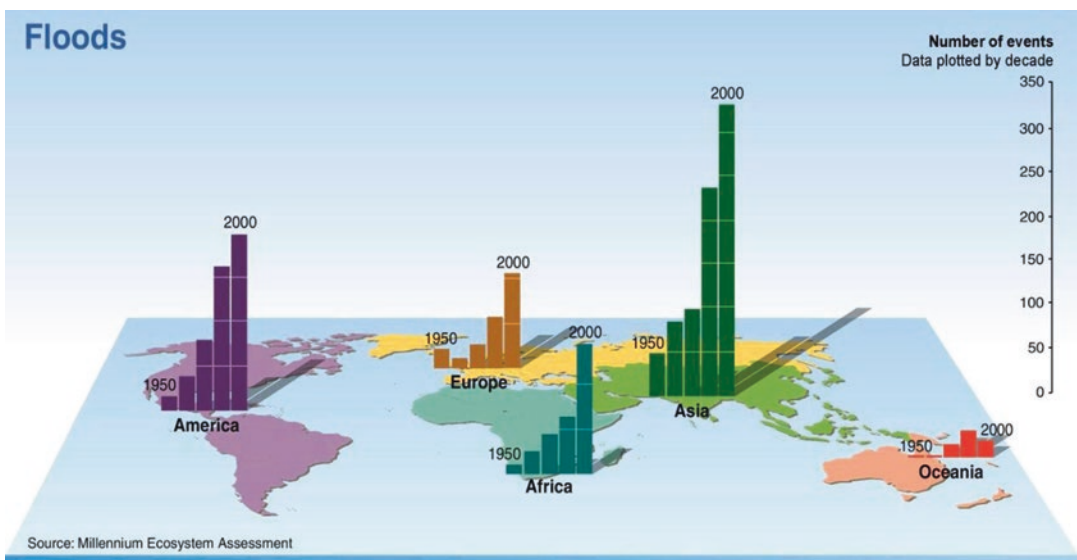 Floods
Number of events
Data plotted by decade
350
300
250
200
150
100
50
0
2000
1950
America
2000
1950
Europe
2000
1950
Africa
2000
1950
Asia
2000
1950
Oceania
Source: Millennium Ecosystem Assessment